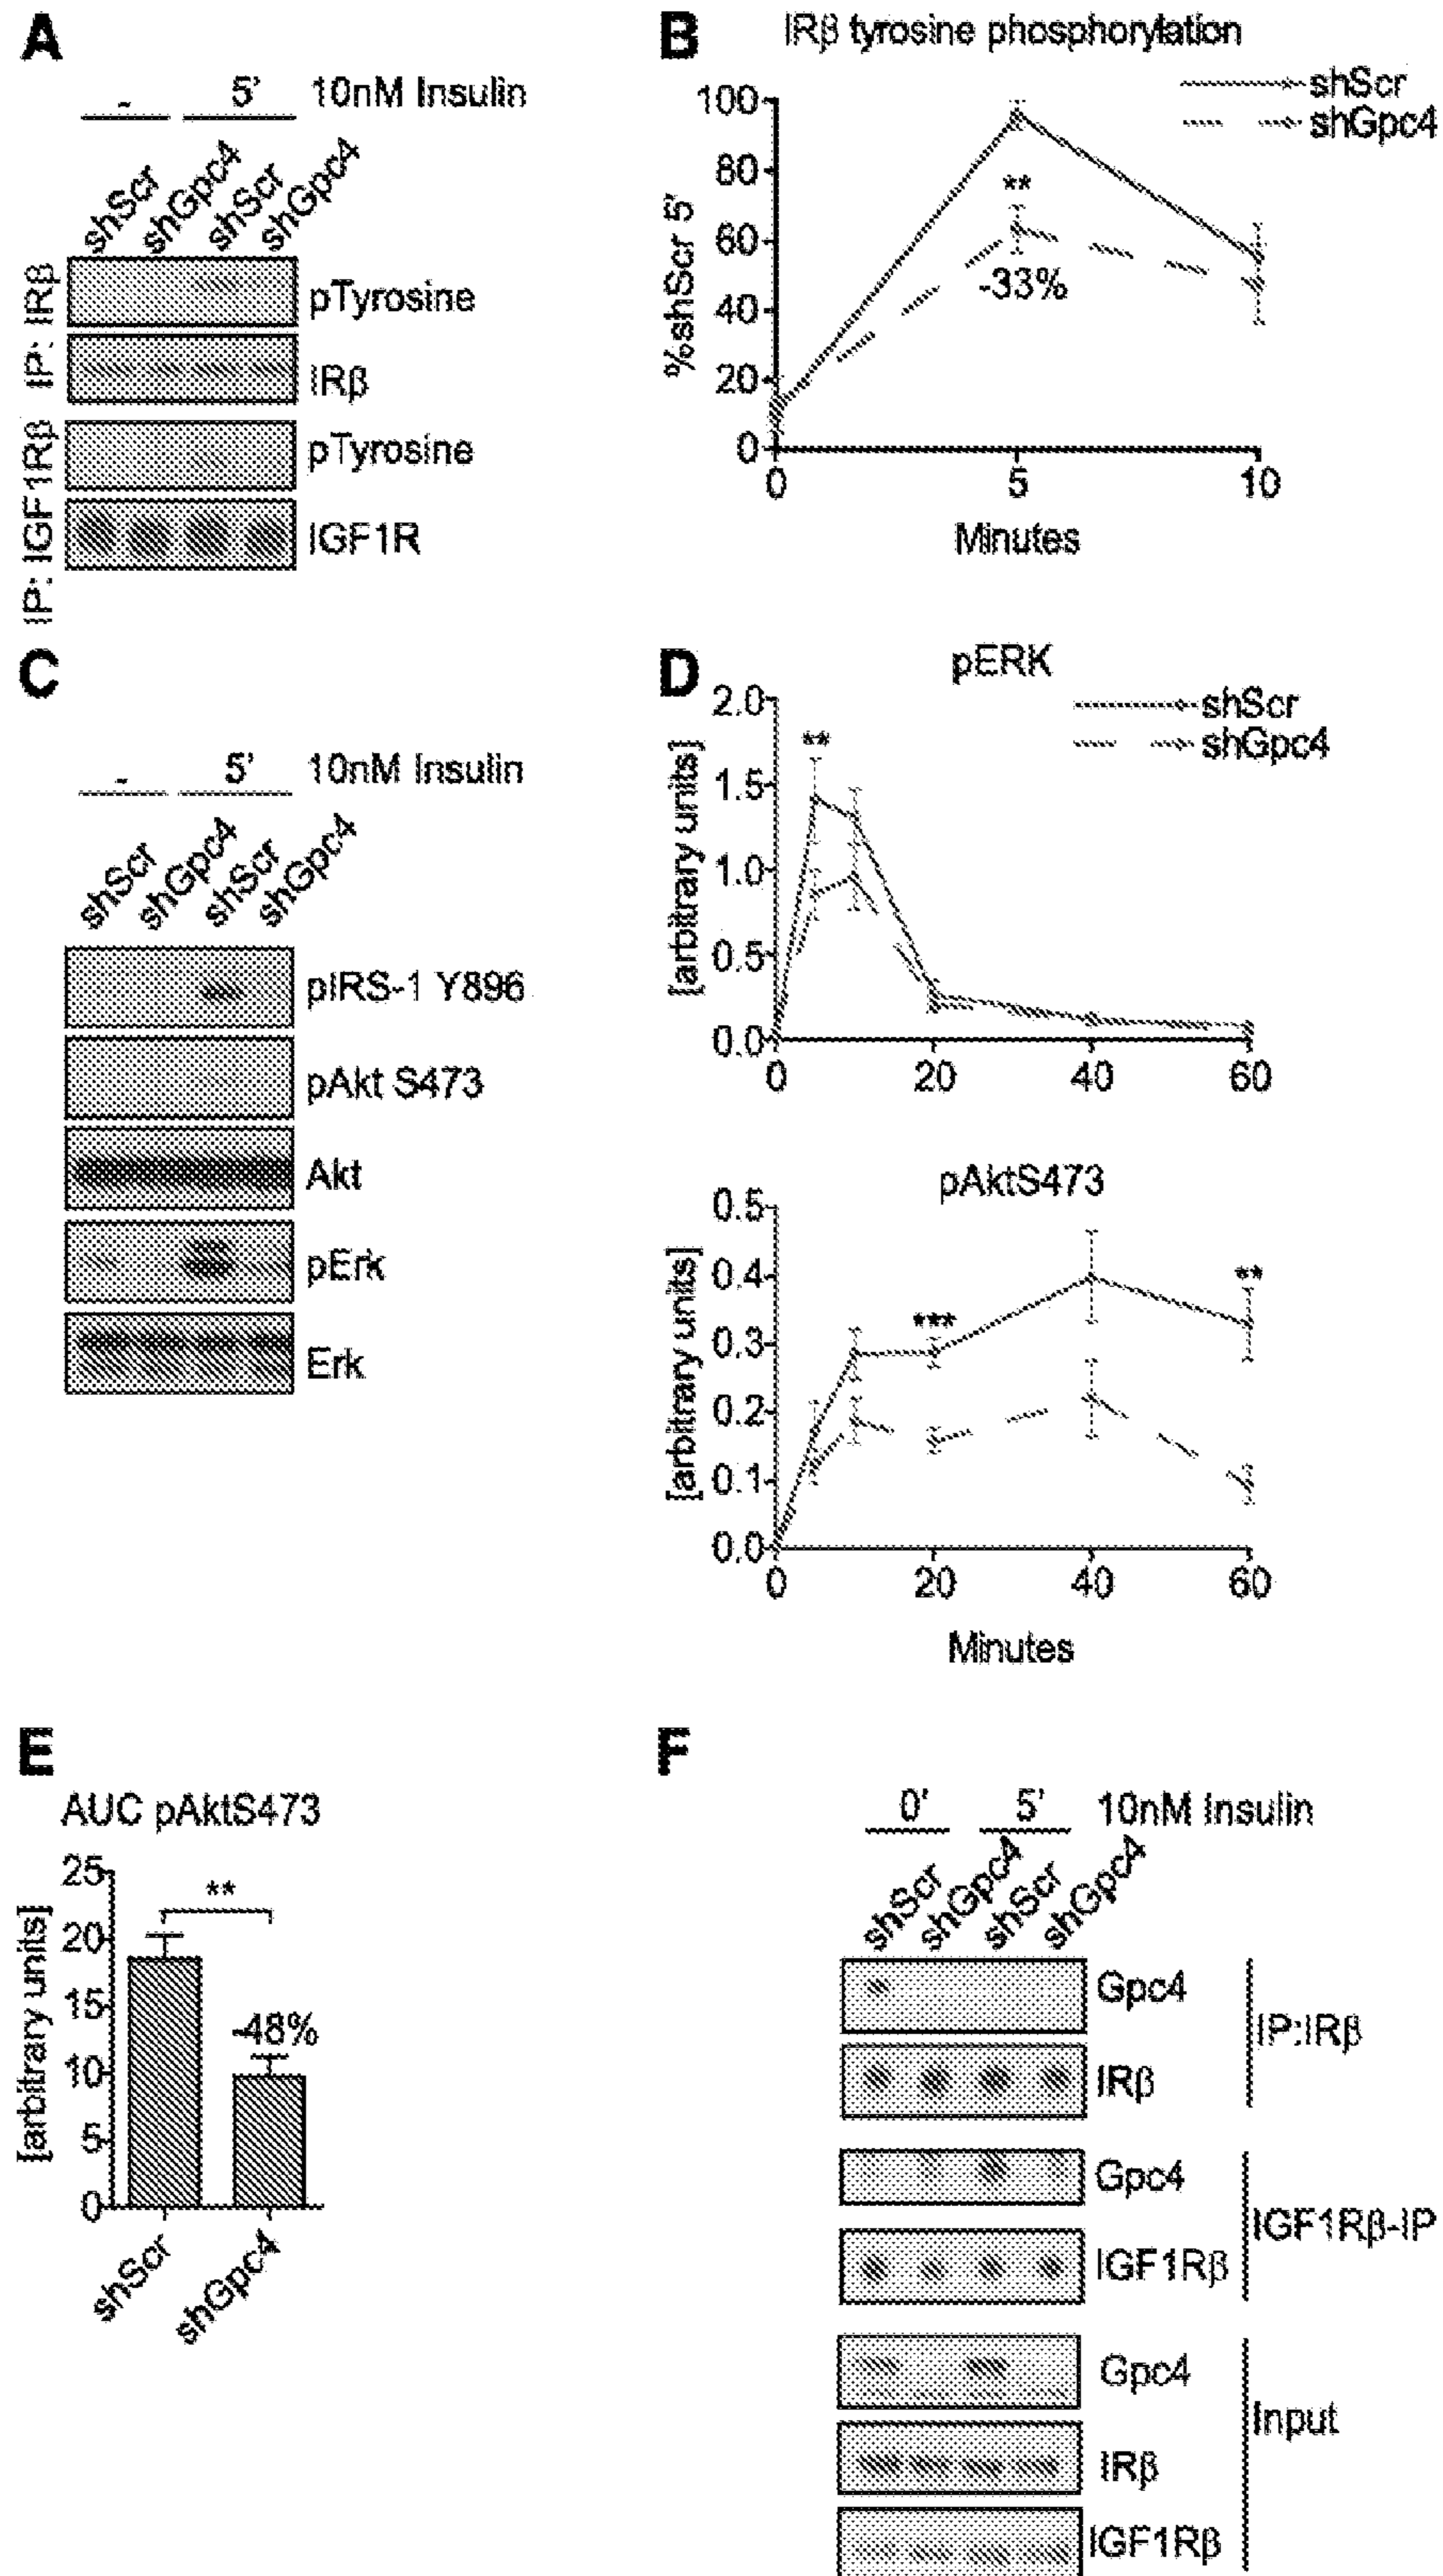 A
- 5' 10nM Insulin
shScr shGpc4 shScr shGpc4
IP: IRβ
pTyrosine
IRβ
IP: IGF1Rβ
pTyrosine
IGF1R
B
IRβ tyrosine phosphorylation
shScr
shGpc4
%shScr 5'
100
80
60
40
20
0
**
-33%
0 5 10
Minutes
C
- 5' 10nM Insulin
shScr shGpc4 shScr shGpc4
pIRS-1 Y896
pAkt S473
Akt
pErk
Erk
D
pERK
shScr
shGpc4
[arbitrary units]
2.0
1.5
1.0
0.5
0.0
**
0 20 40 60
pAktS473
[arbitrary units]
0.5
0.4
0.3
0.2
0.1
0.0
***
**
0 20 40 60
Minutes
E
AUC pAktS473
[arbitrary units]
25
20
15
10
5
0
**
-48%
shScr shGpc4
F
0' 5' 10nM Insulin
shScr shGpc4 shScr shGpc4
Gpc4
IRβ
IP:IRβ
Gpc4
IGF1Rβ
IGF1Rβ-IP
Gpc4
IRβ
IGF1Rβ
Input